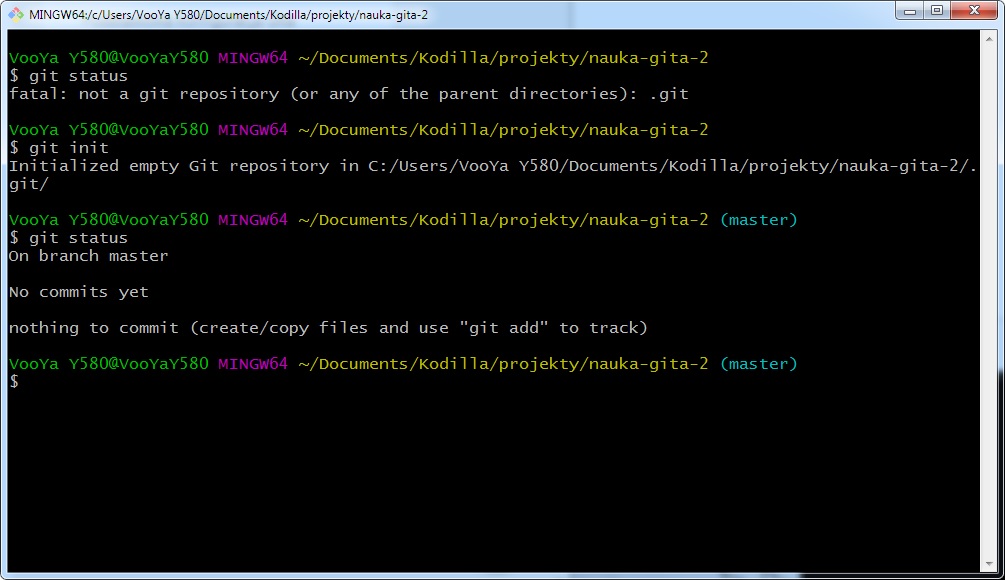 MINGW64:/c/Users/VooYa Y580/Documents/Kodilla/projekty/nauka-gita-2
VooYa Y580@VooYaY580 MINGW64 ~/Documents/Kodilla/projekty/nauka-gita-2
$ git status
fatal: not a git repository (or any of the parent directories): .git
VooYa Y580@VooYaY580 MINGW64 ~/Documents/Kodilla/projekty/nauka-gita-2
$ git init
Initialized empty Git repository in C:/Users/VooYa Y580/Documents/Kodilla/projekty/nauka-gita-2/.
git/
VooYa Y580@VooYaY580 MINGW64 ~/Documents/Kodilla/projekty/nauka-gita-2 (master)
$ git status
On branch master
No commits yet
nothing to commit (create/copy files and use "git add" to track)
VooYa Y580@VooYaY580 MINGW64 ~/Documents/Kodilla/projekty/nauka-gita-2 (master)
$